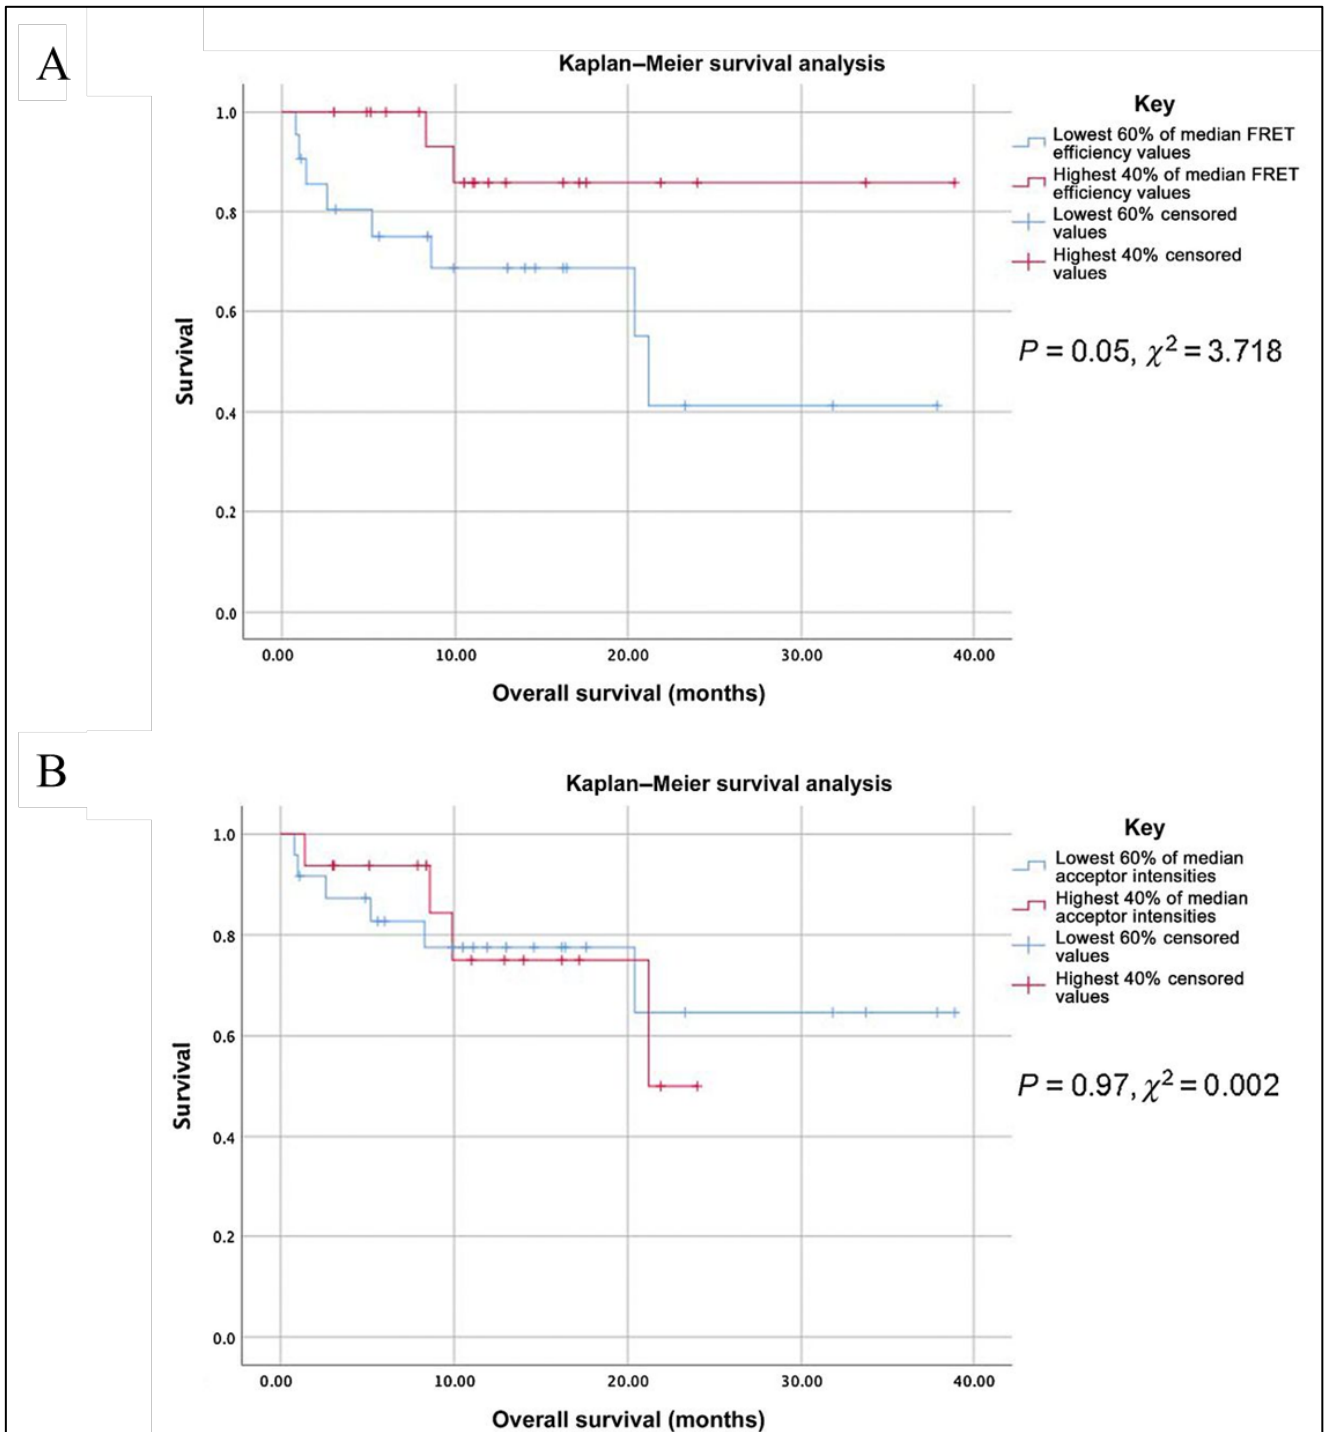 A
Kaplan–Meier survival analysis
Key
Lowest 60% of median FRET
efficiency values
Highest 40% of median FRET
efficiency values
Lowest 60% censored
values
Highest 40% censored
values
P = 0.05, χ² = 3.718
1.0
0.8
0.6
0.4
0.2
0.0
Survival
0.00 10.00 20.00 30.00 40.00
Overall survival (months)
B
Kaplan–Meier survival analysis
Key
Lowest 60% of median
acceptor intensities
Highest 40% of median
acceptor intensities
Lowest 60% censored
values
Highest 40% censored
values
P = 0.97, χ² = 0.002
1.0
0.8
0.6
0.4
0.2
0.0
Survival
0.00 10.00 20.00 30.00 40.00
Overall survival (months)